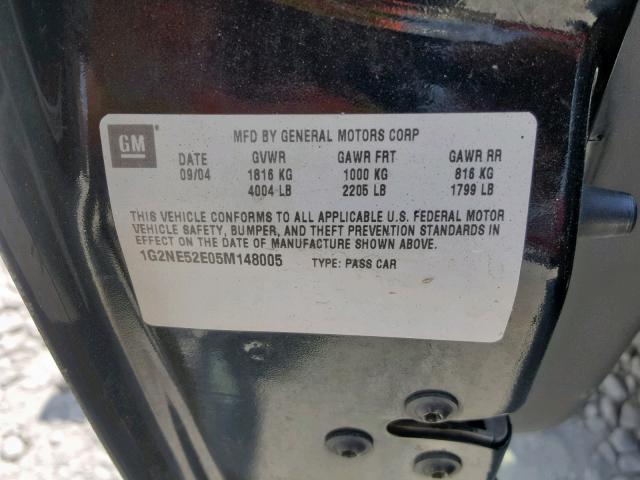 GM
MFD BY GENERAL MOTORS CORP
DATE GVWR GAWR FRT GAWR RR
09/04 1816 KG 1000 KG 816 KG
4004 LB 2205 LB 1799 LB
THIS VEHICLE CONFORMS TO ALL APPLICABLE U.S. FEDERAL MOTOR
VEHICLE SAFETY, BUMPER, AND THEFT PREVENTION STANDARDS IN
EFFECT ON THE DATE OF MANUFACTURE SHOWN ABOVE.
1G2NE52E05M148005 TYPE: PASS CAR